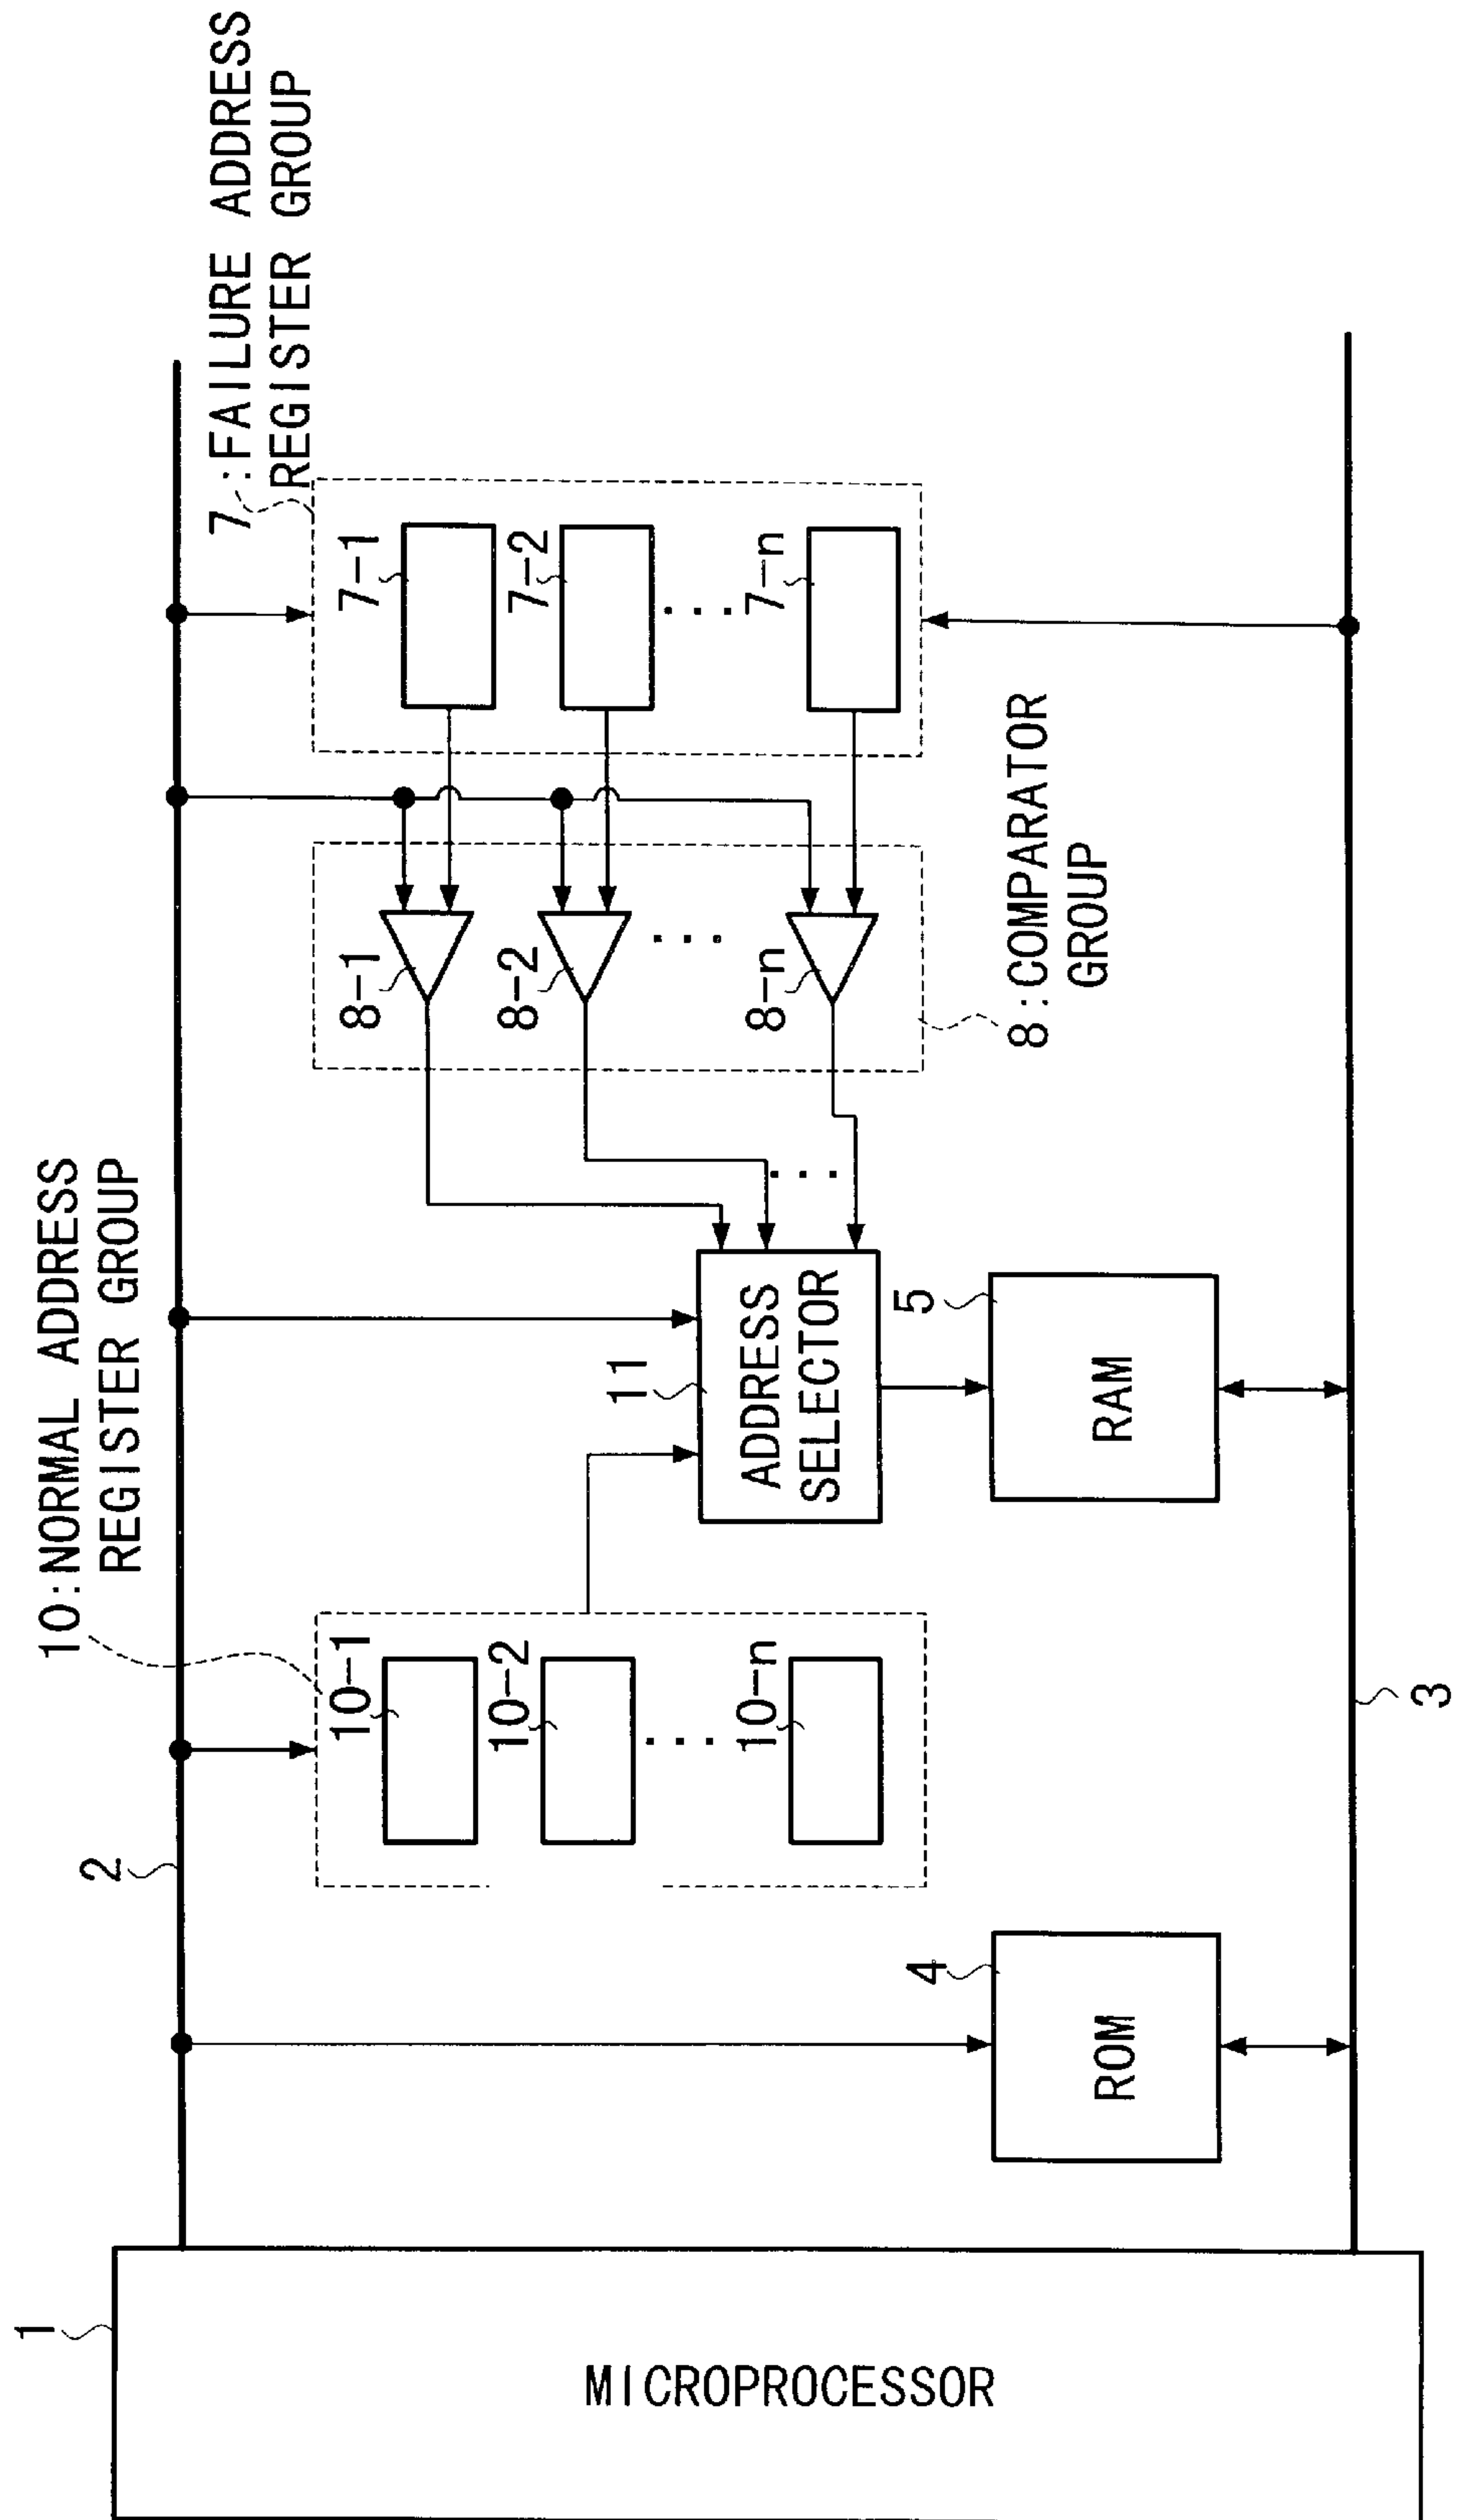 10:NORMAL ADDRESS
REGISTER GROUP
7:FAILURE ADDRESS
REGISTER GROUP
1
2
10-1
10-2
...
10-n
8-1
8-2
...
8-n
7-1
7-2
...
7-n
11
ADDRESS
SELECTOR
...
8:COMPARATOR
GROUP
4
ROM
5
RAM
3
MICROPROCESSOR